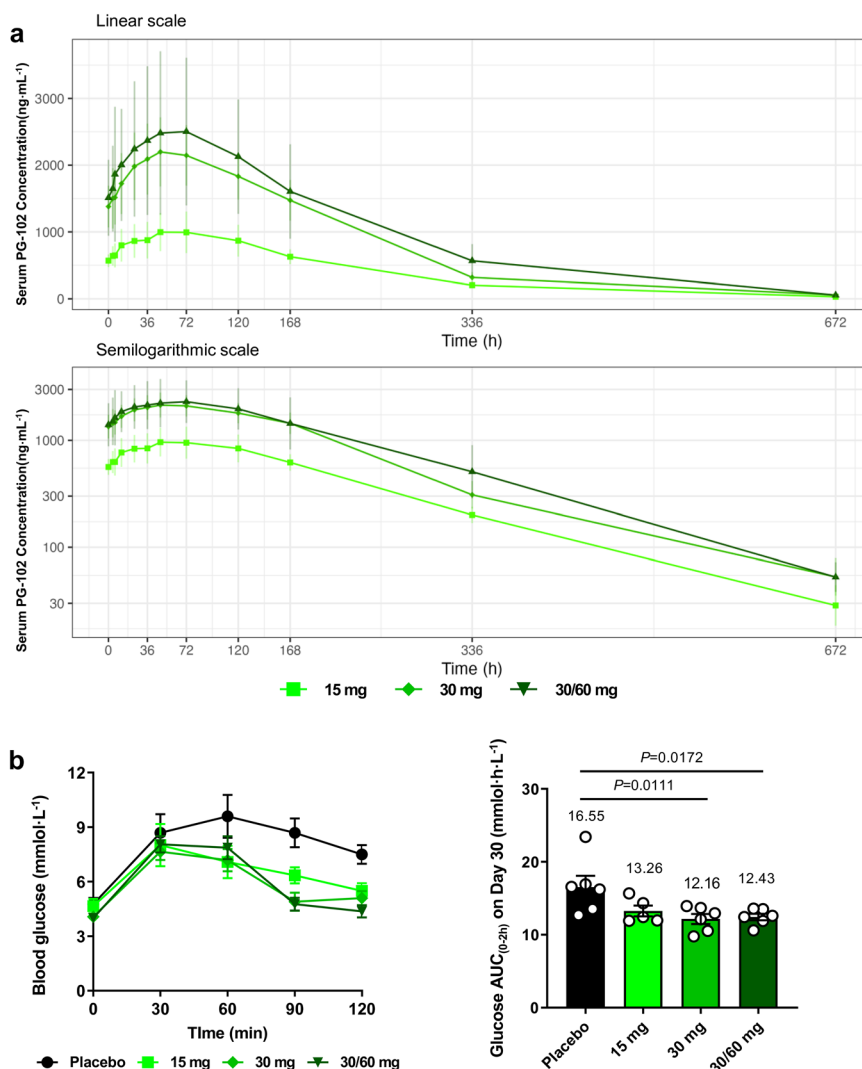 a
Linear scale
Serum PG-102 Concentration(ng·mL-1)
3000
2000
1000
0
0 36 72 120 168 336 672
Time (h)
Semilogarithmic scale
Serum PG-102 Concentration(ng·mL-1)
3000
1000
300
100
30
0 36 72 120 168 336 672
Time (h)
15 mg 30 mg 30/60 mg
b
Blood glucose (mmlol·L-1)
12
9
6
3
0
0 30 60 90 120
TIme (min)
Placebo 15 mg 30 mg 30/60 mg
Glucose AUC(0-2h) on Day 30 (mmlol·h·L-1)
30
20
10
0
P=0.0172
P=0.0111
16.55
13.26
12.16
12.43
Placebo
15 mg
30 mg
30/60 mg